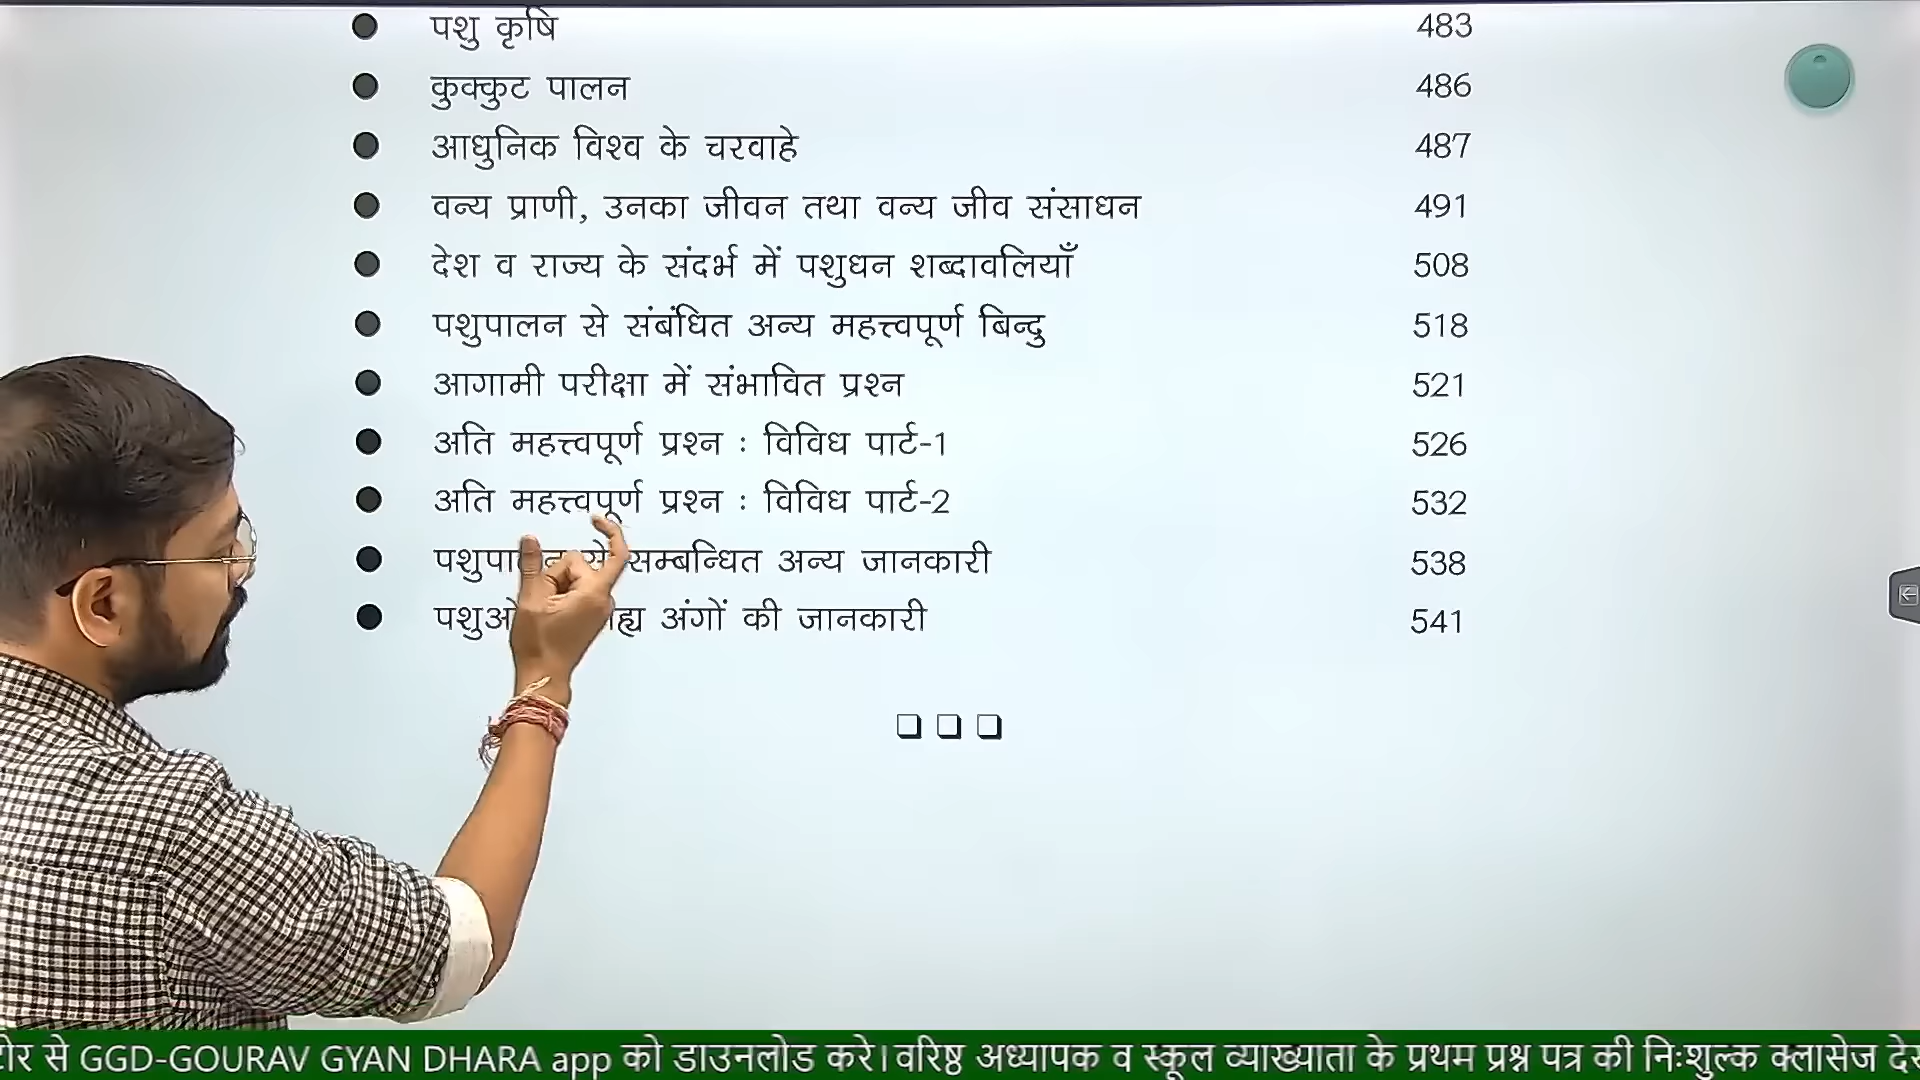 ● पशु कृषि 483
● कुक्कुट पालन 486
● आधुनिक विश्व के चरवाहे 487
● वन्य प्राणी, उनका जीवन तथा वन्य जीव संसाधन 491
● देश व राज्य के संदर्भ में पशुधन शब्दावलियाँ 508
● पशुपालन से संबंधित अन्य महत्त्वपूर्ण बिन्दु 518
● आगामी परीक्षा में संभावित प्रश्न 521
● अति महत्त्वपूर्ण प्रश्न : विविध पार्ट-1 526
● अति महत्त्वपूर्ण प्रश्न : विविध पार्ट-2 532
● पशुपालन से सम्बन्धित अन्य जानकारी 538
● अंगों की जानकारी 541
से GGD-GOURAV GYAN DHARA app को डाउनलोड करे।वरिष्ठ अध्यापक व स्कूल व्याख्याता के प्रथम प्रश्न पत्र की निःशुल्क क्लासेज